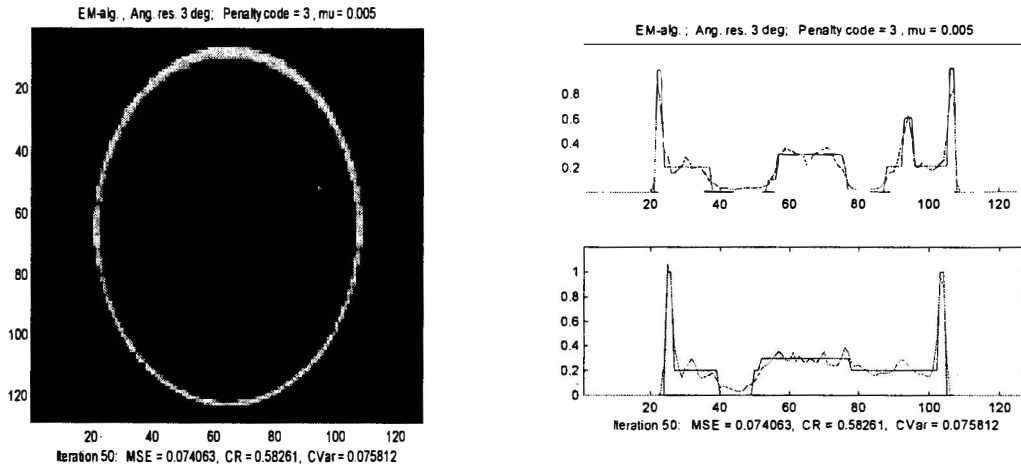 EM-alg. ; Ang. res. 3 deg; Penalty code = 3 , mu = 0.005
20
40
60
80
100
120
20 40 60 80 100 120
Iteration 50: MSE = 0.074063, CR = 0.58261, CVar = 0.075812
EM-alg. ; Ang. res. 3 deg; Penalty code = 3 , mu = 0.005
0.8
0.6
0.4
0.2
20 40 60 80 100 120
1
0.8
0.6
0.4
0.2
0
20 40 60 80 100 120
Iteration 50: MSE = 0.074063, CR = 0.58261, CVar = 0.075812